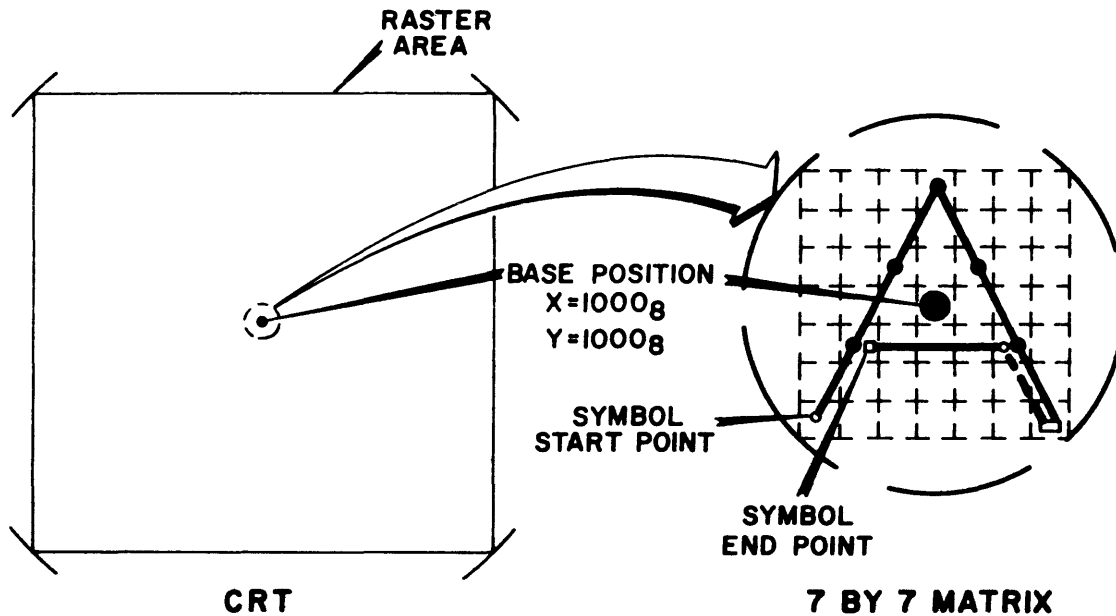 RASTER
AREA
BASE POSITION
X=1000₈
Y=1000₈
SYMBOL
START POINT
SYMBOL
END POINT
CRT
7 BY 7 MATRIX